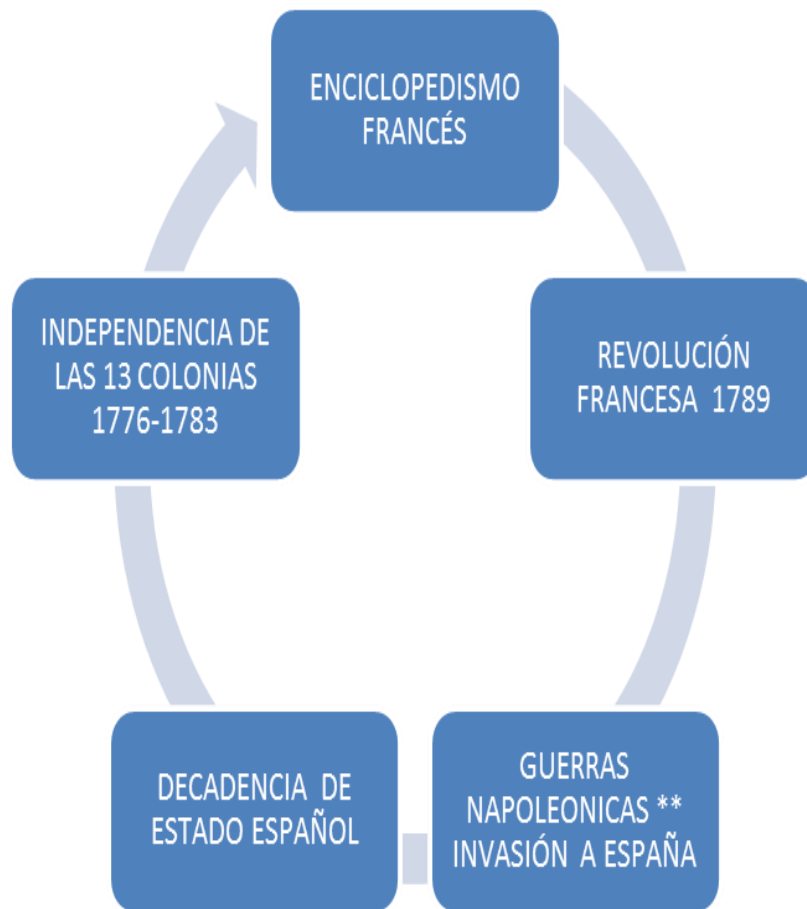 ENCICLOPEDISMO
FRANCÉS
REVOLUCIÓN
FRANCESA 1789
GUERRAS
NAPOLEONICAS **
INVASIÓN A ESPAÑA
DECADENCIA DE
ESTADO ESPAÑOL
INDEPENDENCIA DE
LAS 13 COLONIAS
1776-1783